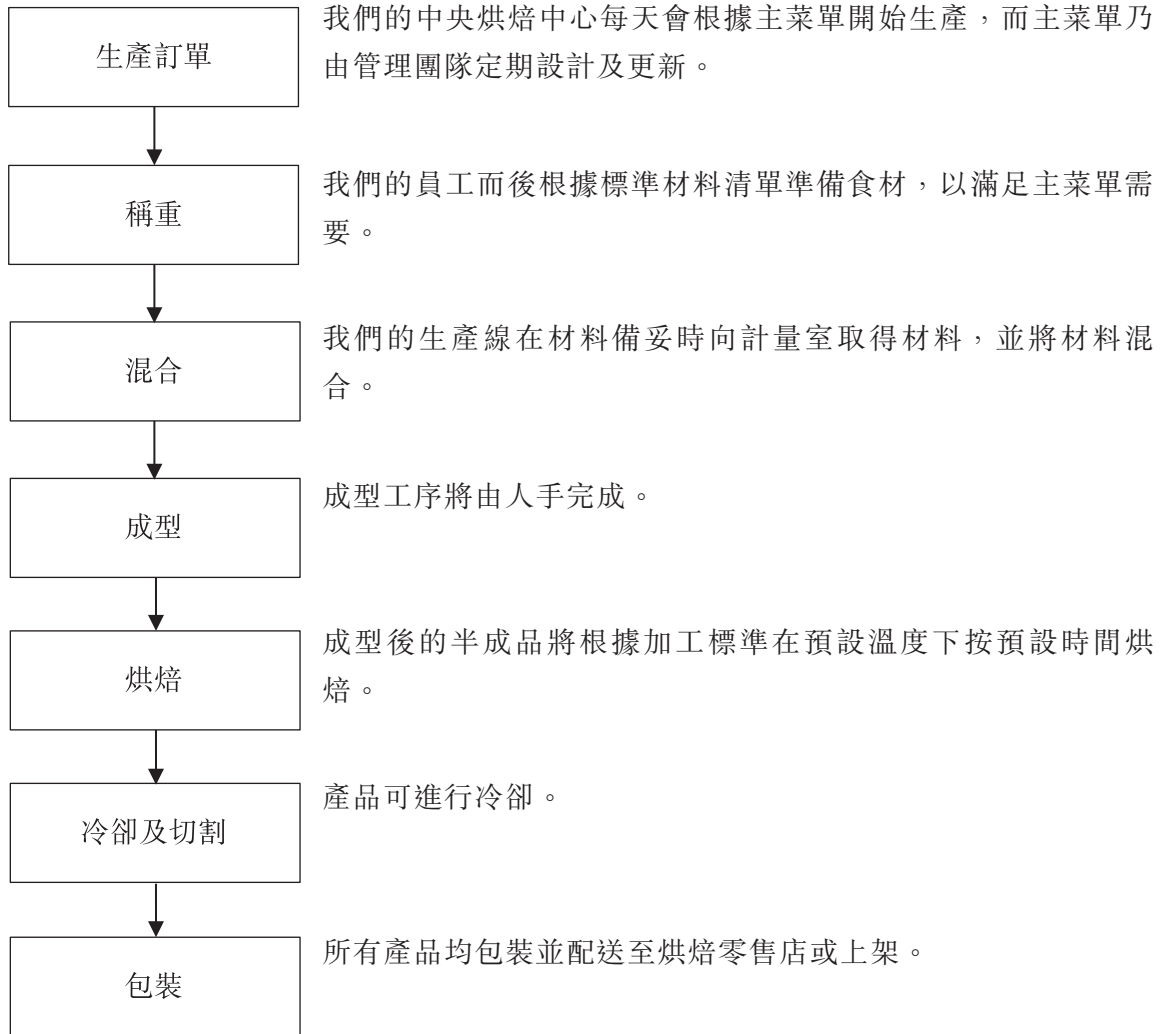 生產訂單
我們的中央烘焙中心每天會根據主菜單開始生產，而主菜單乃
由管理團隊定期設計及更新。
稱重
我們的員工而後根據標準材料清單準備食材，以滿足主菜單需
要。
混合
我們的生產線在材料備妥時向計量室取得材料，並將材料混
合。
成型
成型工序將由人手完成。
烘焙
成型後的半成品將根據加工標準在預設溫度下按預設時間烘
焙。
冷卻及切割
產品可進行冷卻。
包裝
所有產品均包裝並配送至烘焙零售店或上架。